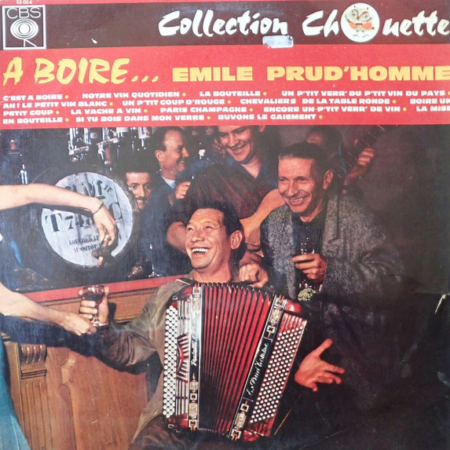 CBS
Collection Chouette
A BOIRE... EMILE PRUD'HOMME
C'EST A BOIRE • NOTRE VIN QUOTIDIEN • LA BOUTEILLE • UN P'TIT VERR' DU P'TIT VIN DU PAYS •
AH! LE PETIT VIN BLANC • UN P'TIT COUP D'ROUGE • CHEVALIERS DE LA TABLE RONDE • BOIRE UN
PETIT COUP • LA VACHE A VIN • PARIS CHAMPAGNE • ENCORE UN P'TIT VERR' DE VIN • LA MISE
EN BOUTEILLE • SI TU BOIS DANS MON VERRE • BUVONS LE GAIEMENT •